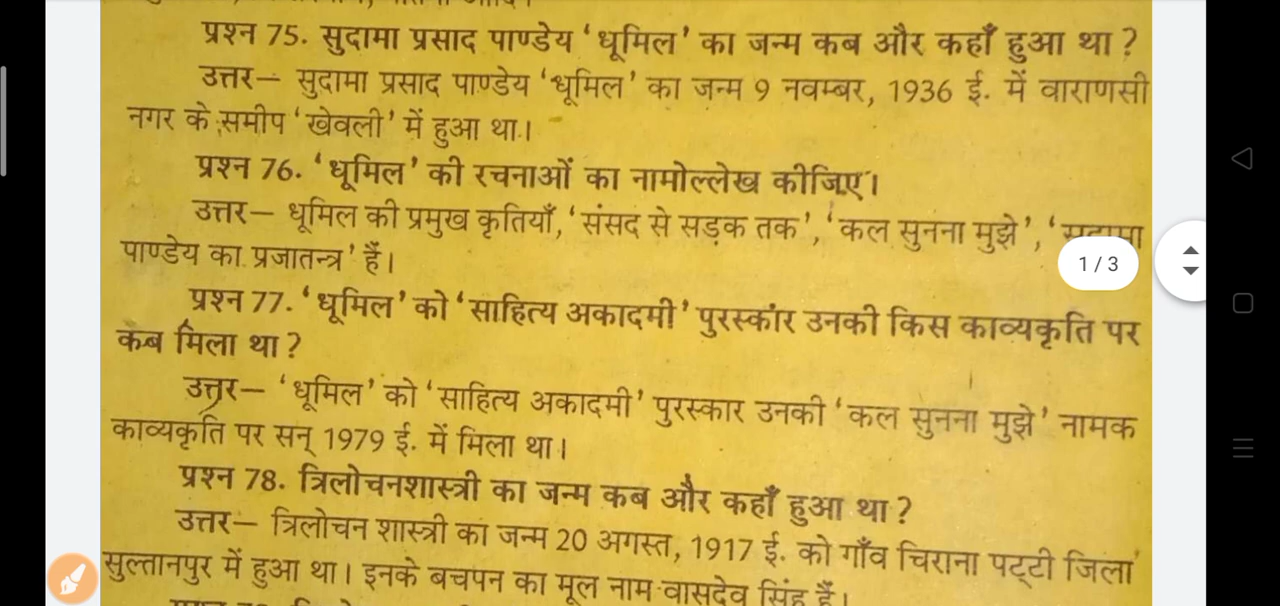 प्रश्न 75. सुदामा प्रसाद पाण्डेय ‘धूमिल’ का जन्म कब और कहाँ हुआ था ?
उत्तर— सुदामा प्रसाद पाण्डेय ‘धूमिल’ का जन्म 9 नवम्बर, 1936 ई. में वाराणसी
नगर के समीप ‘खेवली’ में हुआ था।
प्रश्न 76. ‘धूमिल’ की रचनाओं का नामोल्लेख कीजिए।
उत्तर— धूमिल की प्रमुख कृतियाँ, ‘संसद से सड़क तक’, ‘कल सुनना मुझे’,
पाण्डेय का प्रजातन्त्र’ हैं।
1 / 3
प्रश्न 77. ‘धूमिल’ को ‘साहित्य अकादमी’ पुरस्कार उनकी किस काव्यकृति पर
कब मिला था ?
उत्तर— ‘धूमिल’ को ‘साहित्य अकादमी’ पुरस्कार उनकी ‘कल सुनना मुझे’ नामक
काव्यकृति पर सन् 1979 ई. में मिला था।
प्रश्न 78. त्रिलोचनशास्त्री का जन्म कब और कहाँ हुआ था ?
उत्तर— त्रिलोचन शास्त्री का जन्म 20 अगस्त, 1917 ई. को गाँव चिराना पट्टी जिला
सुल्तानपुर में हुआ था। इनके बचपन का मूल नाम वासदेव सिंह हैं।